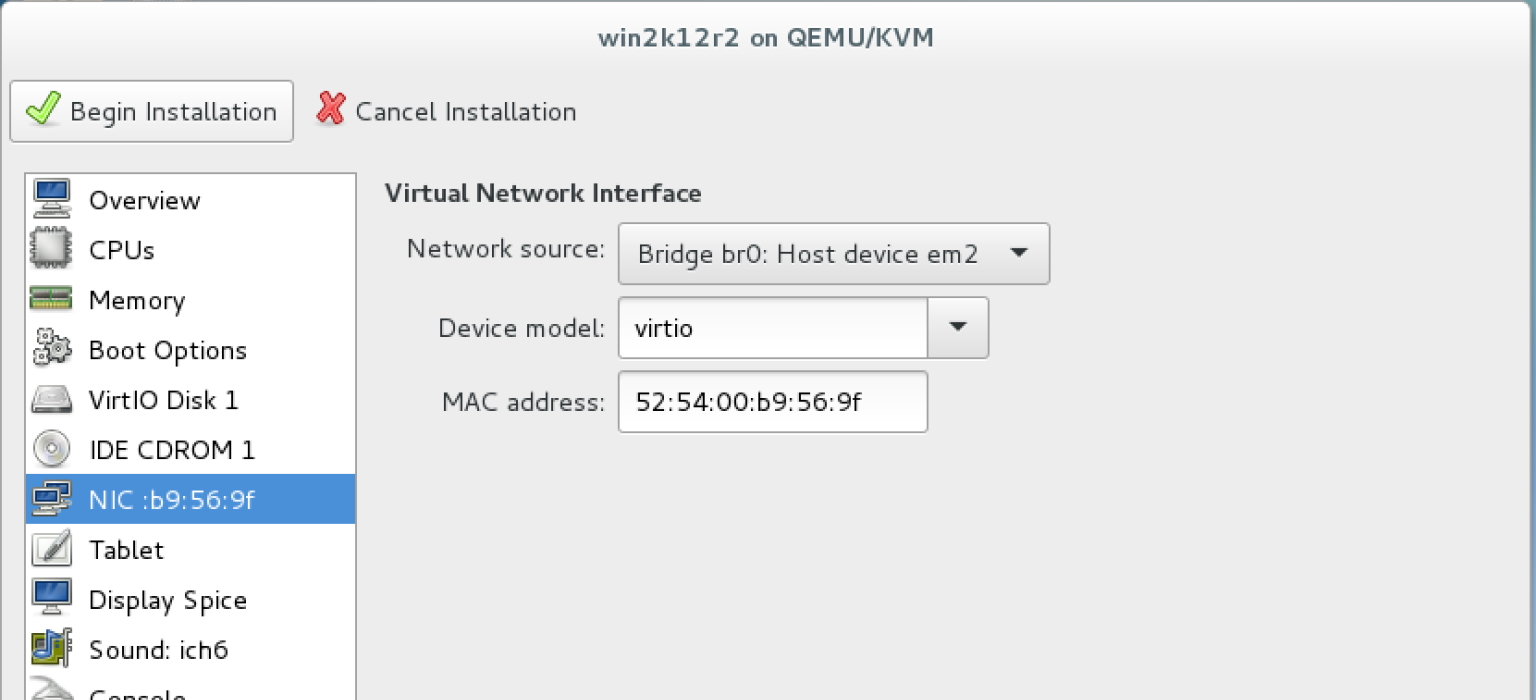 win2k12r2 on QEMU/KVM
Begin Installation
Cancel Installation
Overview
CPUs
Memory
Boot Options
VirtIO Disk 1
IDE CDROM 1
NIC :b9:56:9f
Tablet
Display Spice
Sound: ich6
Console
Virtual Network Interface
Network source: Bridge br0: Host device em2
Device model: virtio
MAC address: 52:54:00:b9:56:9f